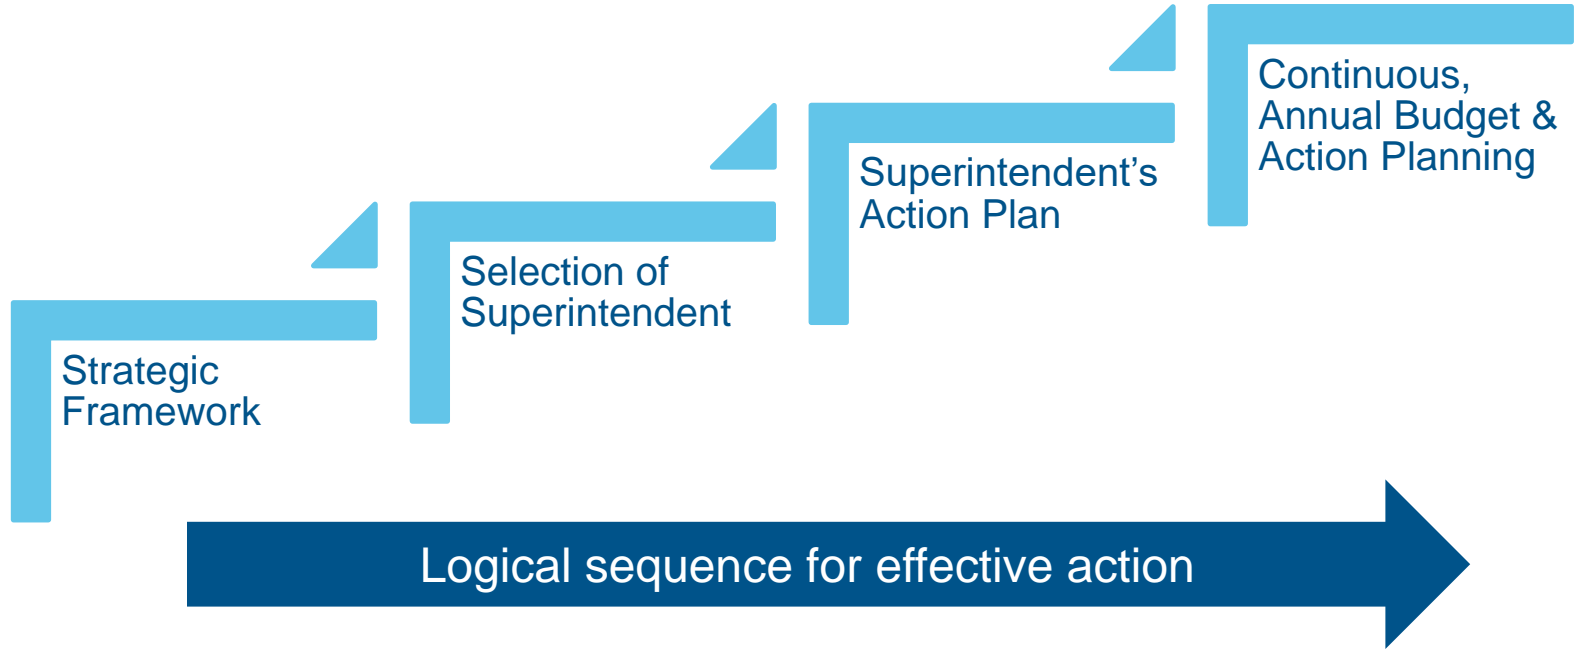 Continuous,
Annual Budget &
Action Planning
Superintendent’s
Action Plan
Selection of
Superintendent
Strategic
Framework
Logical sequence for effective action